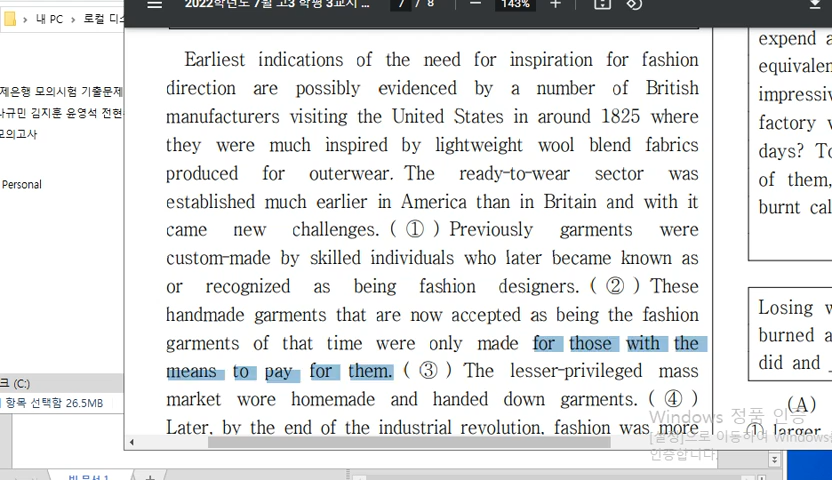 내 PC
로컬 디스
2022학년도 7월 고3 학평 3교시 ...
7 / 8
143%
제은행 모의시험 기출문제
나규민 김지훈 윤영석 전현
모의고사
Personal
크 (C:)
항목 선택함 26.5MB
Earliest indications of the need for inspiration for fashion
direction are possibly evidenced by a number of British
manufacturers visiting the United States in around 1825 where
they were much inspired by lightweight wool blend fabrics
produced for outerwear. The ready-to-wear sector was
established much earlier in America than in Britain and with it
came new challenges. ( ① ) Previously garments were
custom-made by skilled individuals who later became known as
or recognized as being fashion designers. ( ② ) These
handmade garments that are now accepted as being the fashion
garments of that time were only made for those with the
means to pay for them. ( ③ ) The lesser-privileged mass
market wore homemade and handed down garments. ( ④ )
Later, by the end of the industrial revolution, fashion was more
expend a
equivalen
impressiv
factory w
days? To
of them,
burnt cal
Losing w
burned a
did and
(A)
① larger
Windows 정품 인증
[설정]으로 이동하여 Windows를
인증합니다.
빈 문서 1